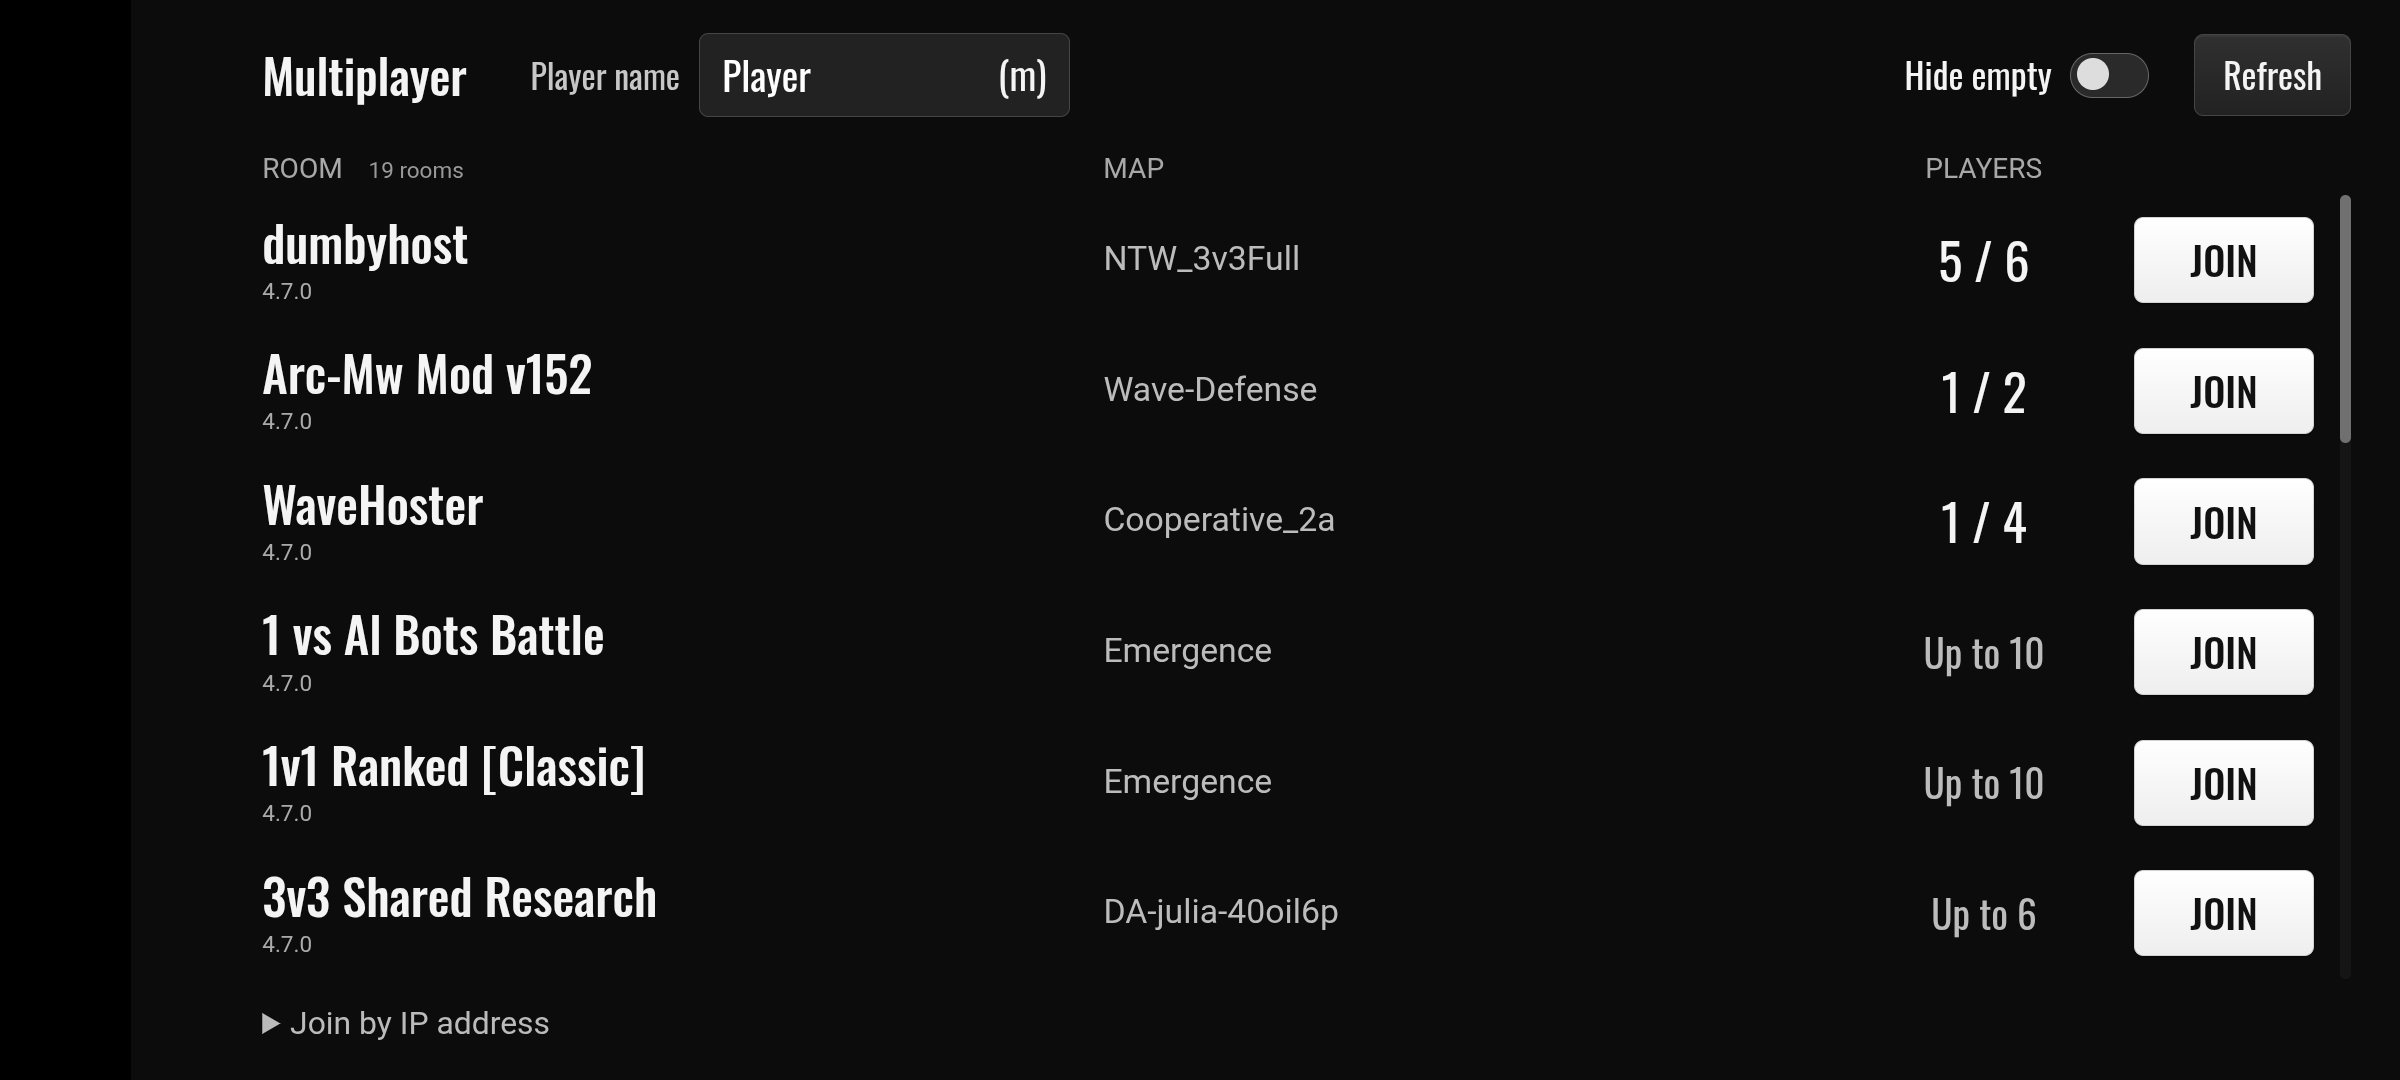 Multiplayer Player name Player (m) Hide empty Refresh
ROOM 19 rooms MAP PLAYERS
dumbyhost NTW_3v3Full 5 / 6 JOIN
4.7.0
Arc-Mw Mod v152 Wave-Defense 1 / 2 JOIN
4.7.0
WaveHoster Cooperative_2a 1 / 4 JOIN
4.7.0
1 vs AI Bots Battle Emergence Up to 10 JOIN
4.7.0
1v1 Ranked [Classic] Emergence Up to 10 JOIN
4.7.0
3v3 Shared Research DA-julia-40oil6p Up to 6 JOIN
4.7.0
▶ Join by IP address